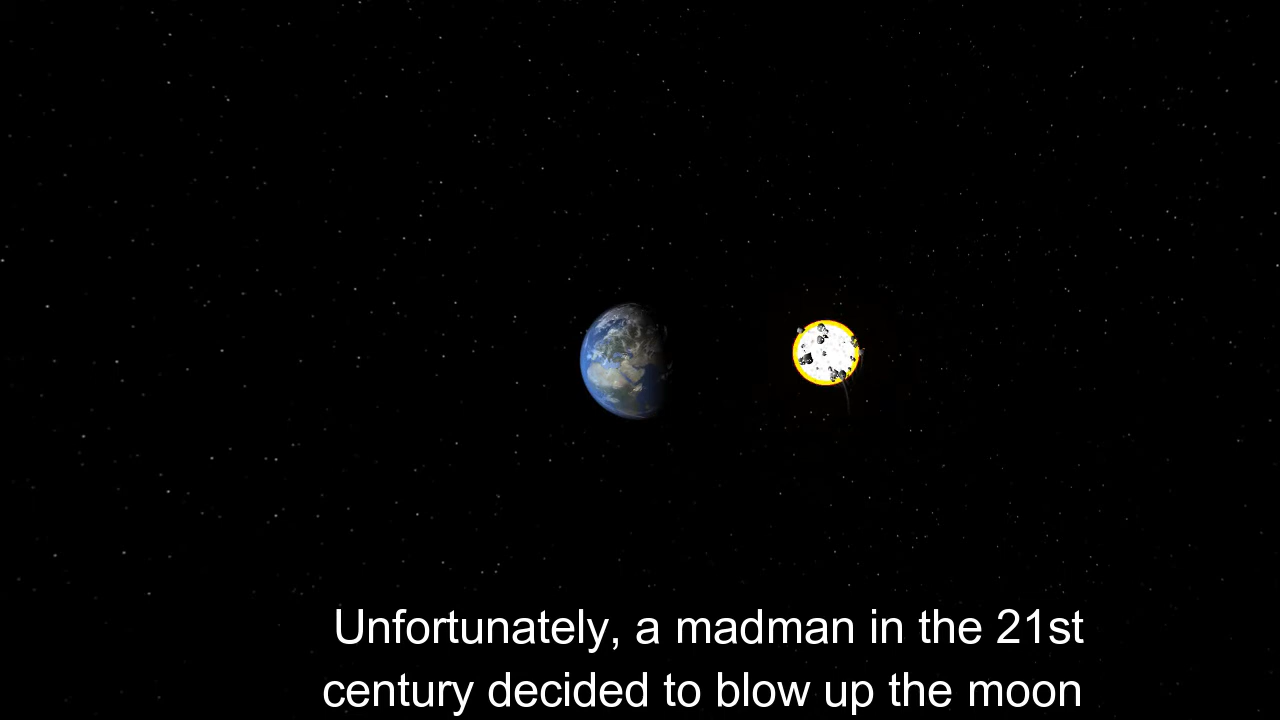 Unfortunately, a madman in the 21st
century decided to blow up the moon